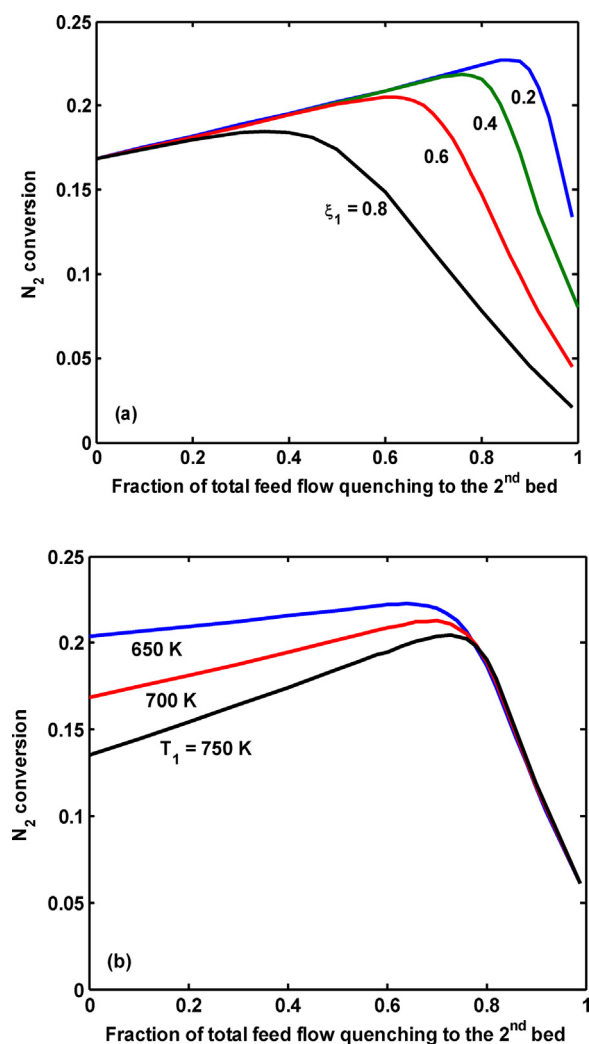 0.25
0.2
0.15
0.1
0.05
0
N₂ conversion
0.2
0.4
0.6
ξ₁ = 0.8
(a)
0 0.2 0.4 0.6 0.8 1
Fraction of total feed flow quenching to the 2ⁿᵈ bed
0.25
0.2
0.15
0.1
0.05
0
N₂ conversion
650 K
700 K
T₁ = 750 K
(b)
0 0.2 0.4 0.6 0.8 1
Fraction of total feed flow quenching to the 2ⁿᵈ bed